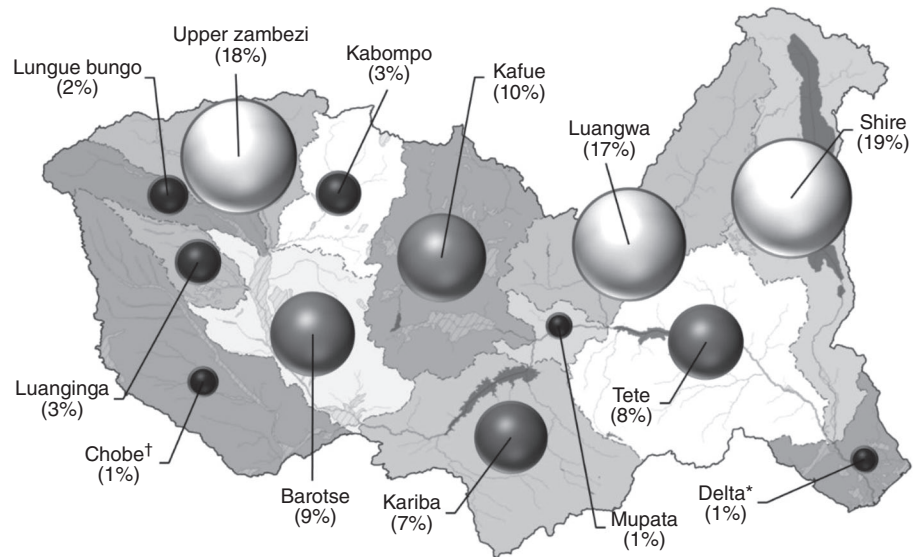 Upper zambezi
(18%)
Lungue bungo
(2%)
Kabompo
(3%)
Kafue
(10%)
Luangwa
(17%)
Shire
(19%)
Luanginga
(3%)
Chobe†
(1%)
Barotse
(9%)
Kariba
(7%)
Mupata
(1%)
Tete
(8%)
Delta*
(1%)